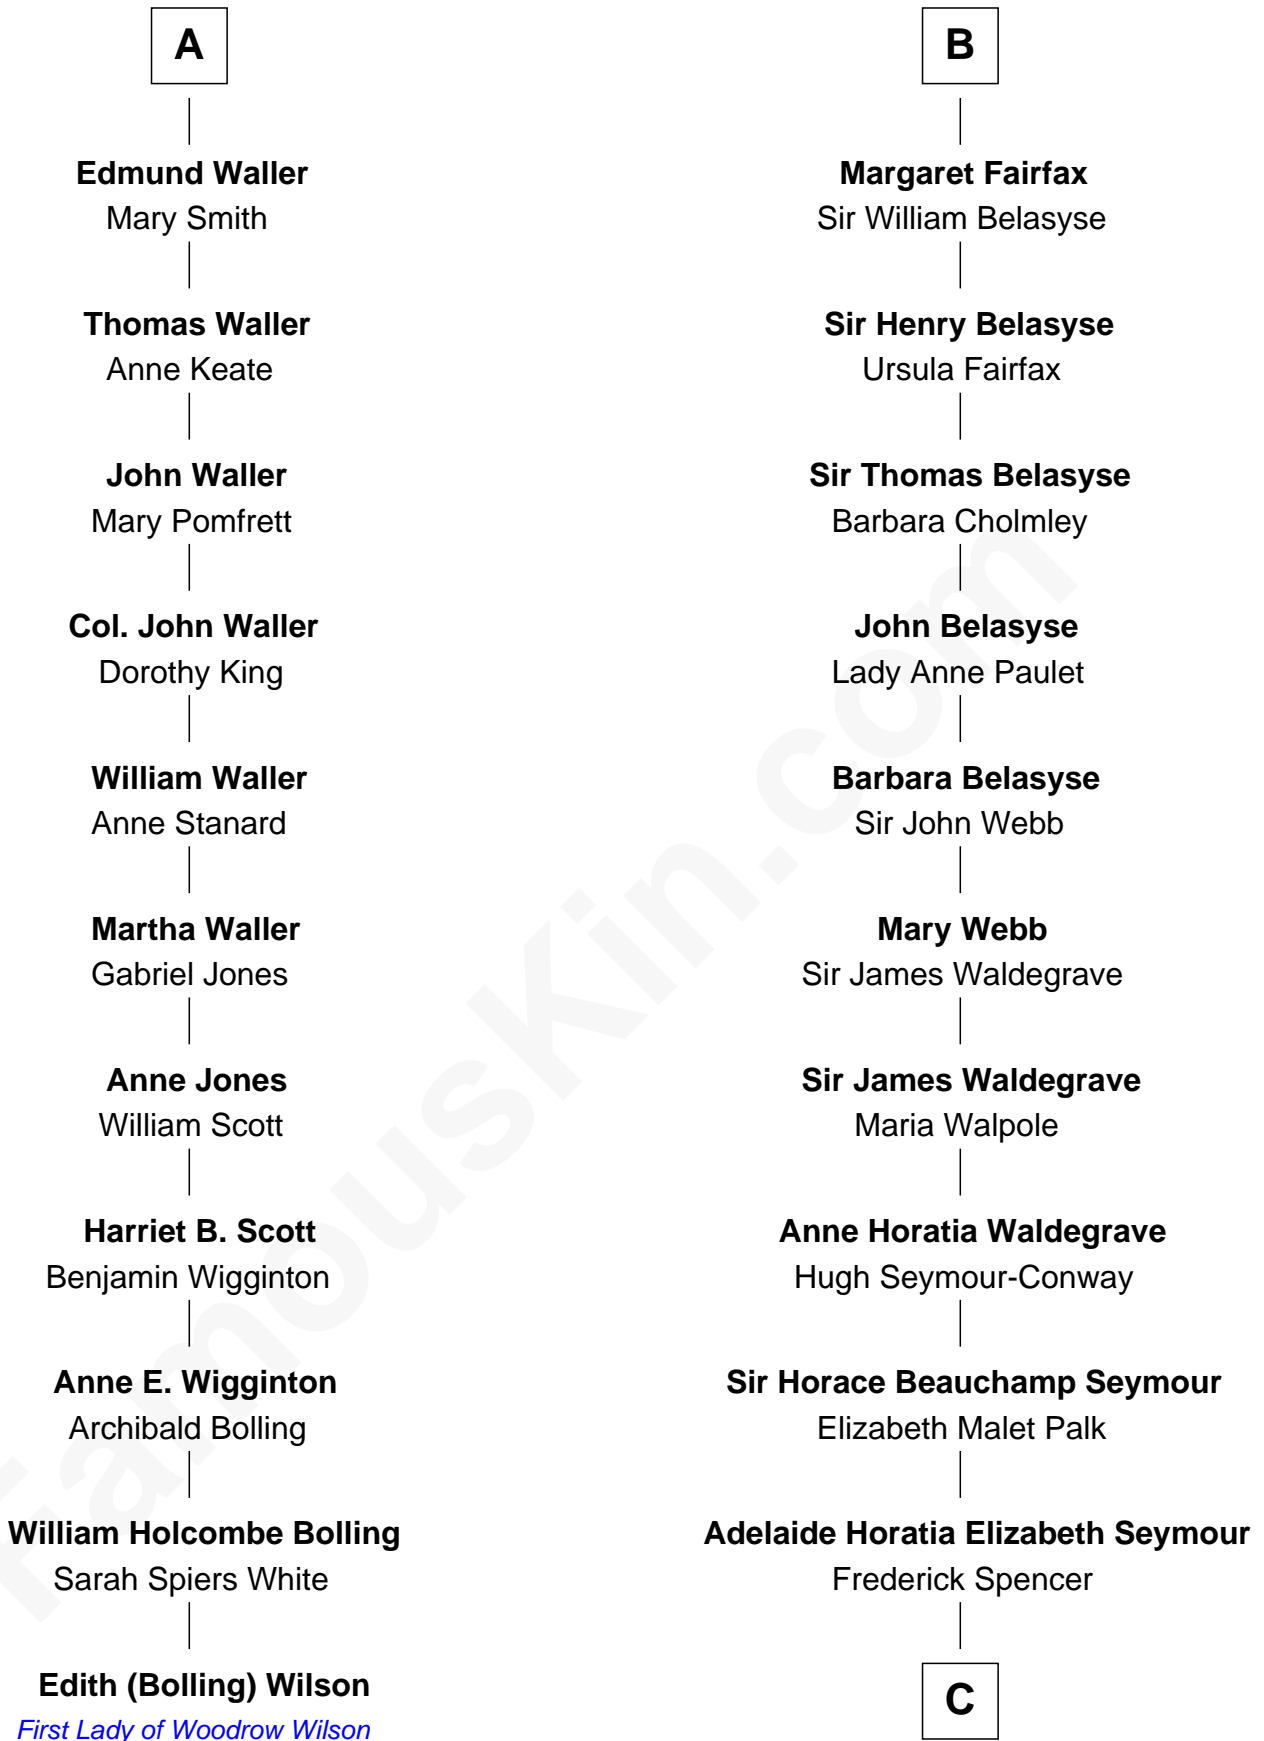 A
Edmund Waller
Mary Smith
Thomas Waller
Anne Keate
John Waller
Mary Pomfrett
Col. John Waller
Dorothy King
William Waller
Anne Stanard
Martha Waller
Gabriel Jones
Anne Jones
William Scott
Harriet B. Scott
Benjamin Wigginton
Anne E. Wigginton
Archibald Bolling
William Holcombe Bolling
Sarah Spiers White
Edith (Bolling) Wilson
First Lady of Woodrow Wilson
B
Margaret Fairfax
Sir William Belasyse
Sir Henry Belasyse
Ursula Fairfax
Sir Thomas Belasyse
Barbara Cholmley
John Belasyse
Lady Anne Paulet
Barbara Belasyse
Sir John Webb
Mary Webb
Sir James Waldegrave
Sir James Waldegrave
Maria Walpole
Anne Horatia Waldegrave
Hugh Seymour-Conway
Sir Horace Beauchamp Seymour
Elizabeth Malet Palk
Adelaide Horatia Elizabeth Seymour
Frederick Spencer
C
FamousKin.com